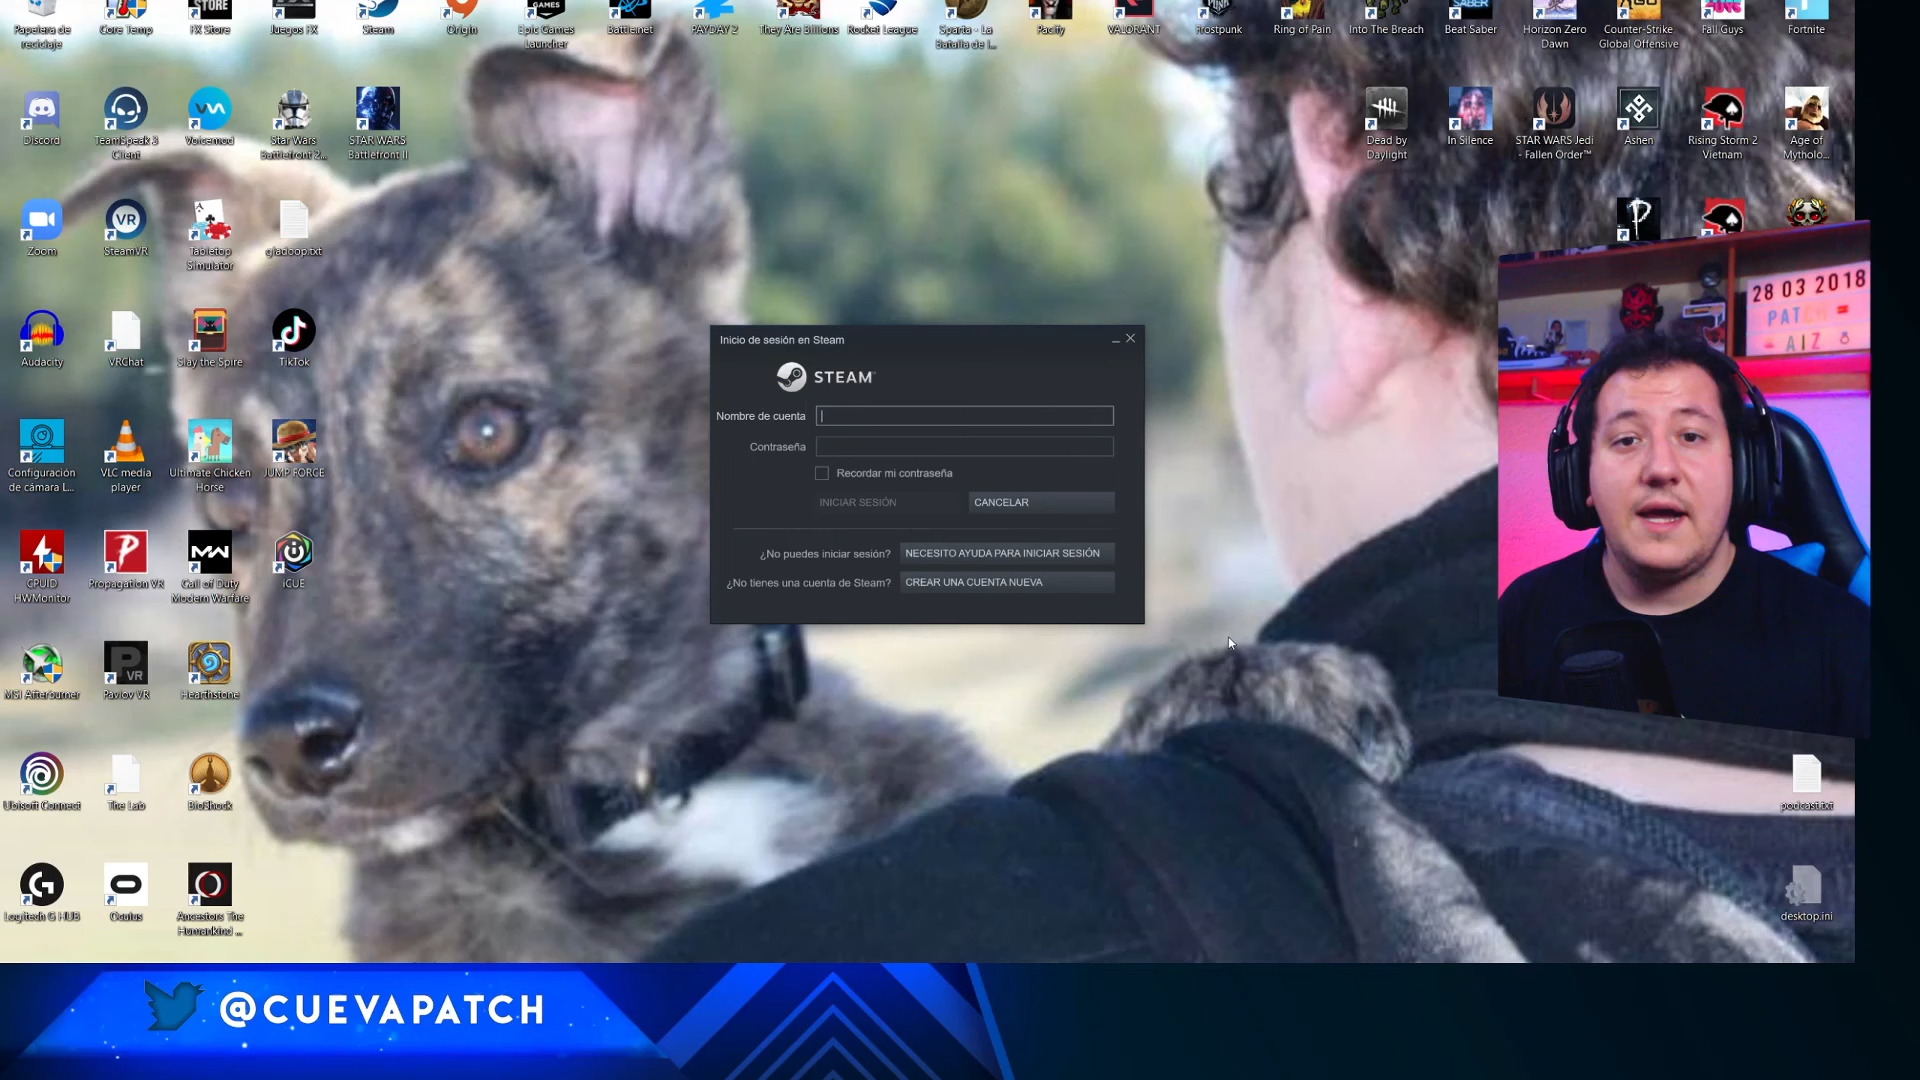 Papelera de
reciclaje
Core Temp
FX Store
Juegos FX
Steam
Origin
Epic Games
Launcher
Battle.net
PAYDAY 2
They Are Billions
Rocket League
Sparta - La
Batalla de l...
Pacify
VALORANT
Frostpunk
Ring of Pain
Into The Breach
Beat Saber
Horizon Zero
Dawn
Counter-Strike
Global Offensive
Fall Guys
Fortnite
Discord
TeamSpeak 3
Client
Voicemod
Star Wars
Battlefront 2...
STAR WARS
Battlefront II
Dead by
Daylight
In Silence
STAR WARS Jedi
- Fallen Order™
Ashen
Rising Storm 2
Vietnam
Age of
Mytholo...
Zoom
SteamVR
Tabletop
Simulator
gladoop.txt
28 03 2018
PATCH =
AIZ
Audacity
VRChat
Slay the Spire
TikTok
Inicio de sesión en Steam
STEAM
Nombre de cuenta
Contraseña
Recordar mi contraseña
INICIAR SESIÓN
CANCELAR
¿No puedes iniciar sesión?
NECESITO AYUDA PARA INICIAR SESIÓN
¿No tienes una cuenta de Steam?
CREAR UNA CUENTA NUEVA
Configuración
de cámara L...
VLC media
player
Ultimate Chicken
Horse
JUMP FORCE
CPUID
HWMonitor
Propagation VR
Call of Duty
Modern Warfare
iCUE
MSI Afterburner
Pavlov VR
Hearthstone
Ubisoft Connect
The Lab
BioShock
podcast.txt
Logitech G HUB
Oculus
Ancestors The
Humankind ...
desktop.ini
@CUEVAPATCH